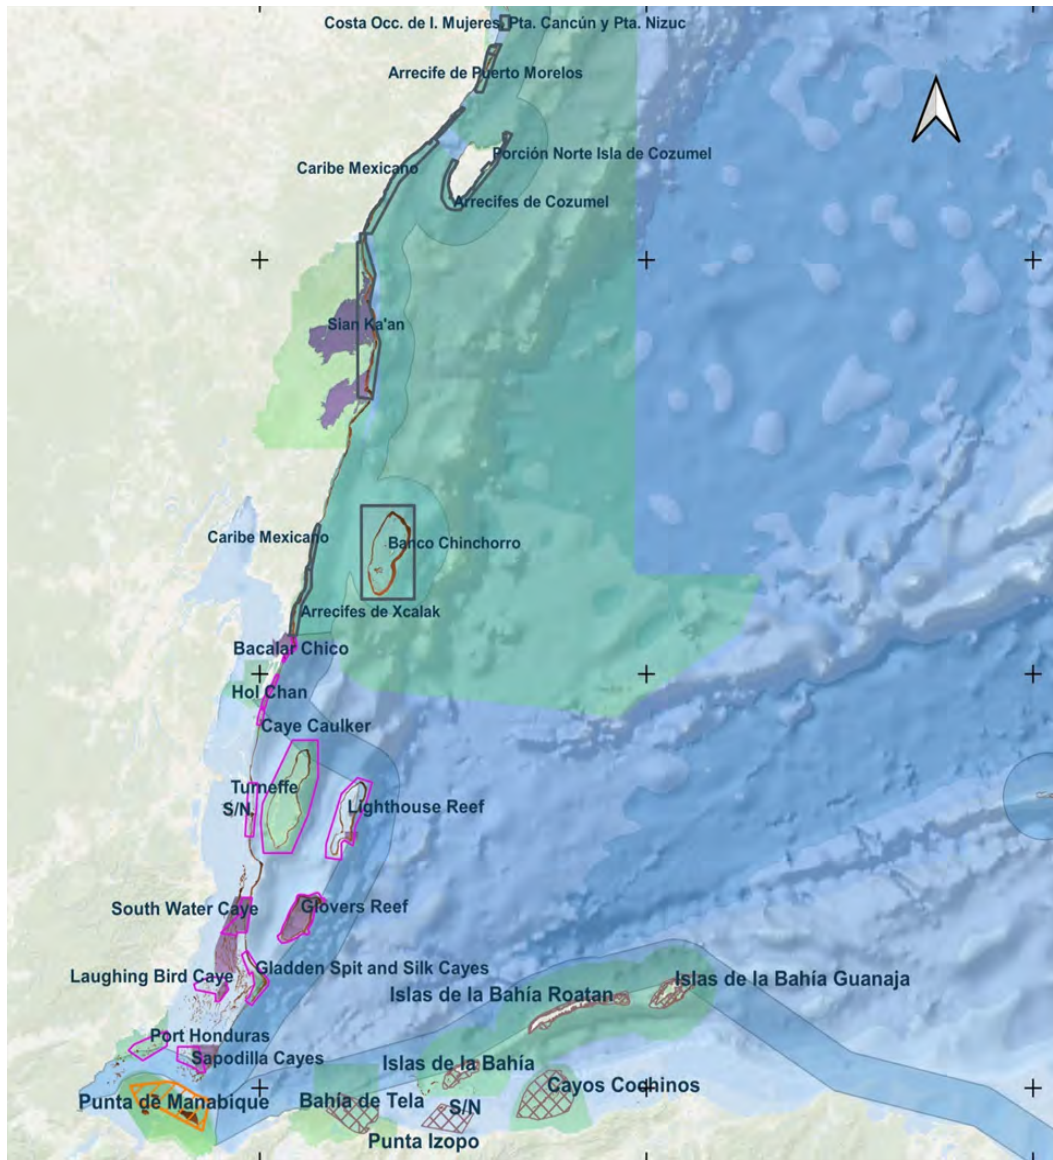 Costa Occ. de I. Mujeres, Pta. Cancún y Pta. Nizuc
Arrecife de Puerto Morelos
Porción Norte Isla de Cozumel
Caribe Mexicano
Arrecifes de Cozumel
Sian Ka'an
Caribe Mexicano
Banco Chinchorro
Arrecifes de Xcalak
Bacalar Chico
Hol Chan
Caye Caulker
Turneffe
S/N
Lighthouse Reef
South Water Caye
Glovers Reef
Gladden Spit and Silk Cayes
Laughing Bird Caye
Islas de la Bahía Guanaja
Islas de la Bahía Roatan
Port Honduras
Sapodilla Cayes
Islas de la Bahía
Cayos Cochinos
Punta de Manabique
Bahía de Tela
S/N
Punta Izopo